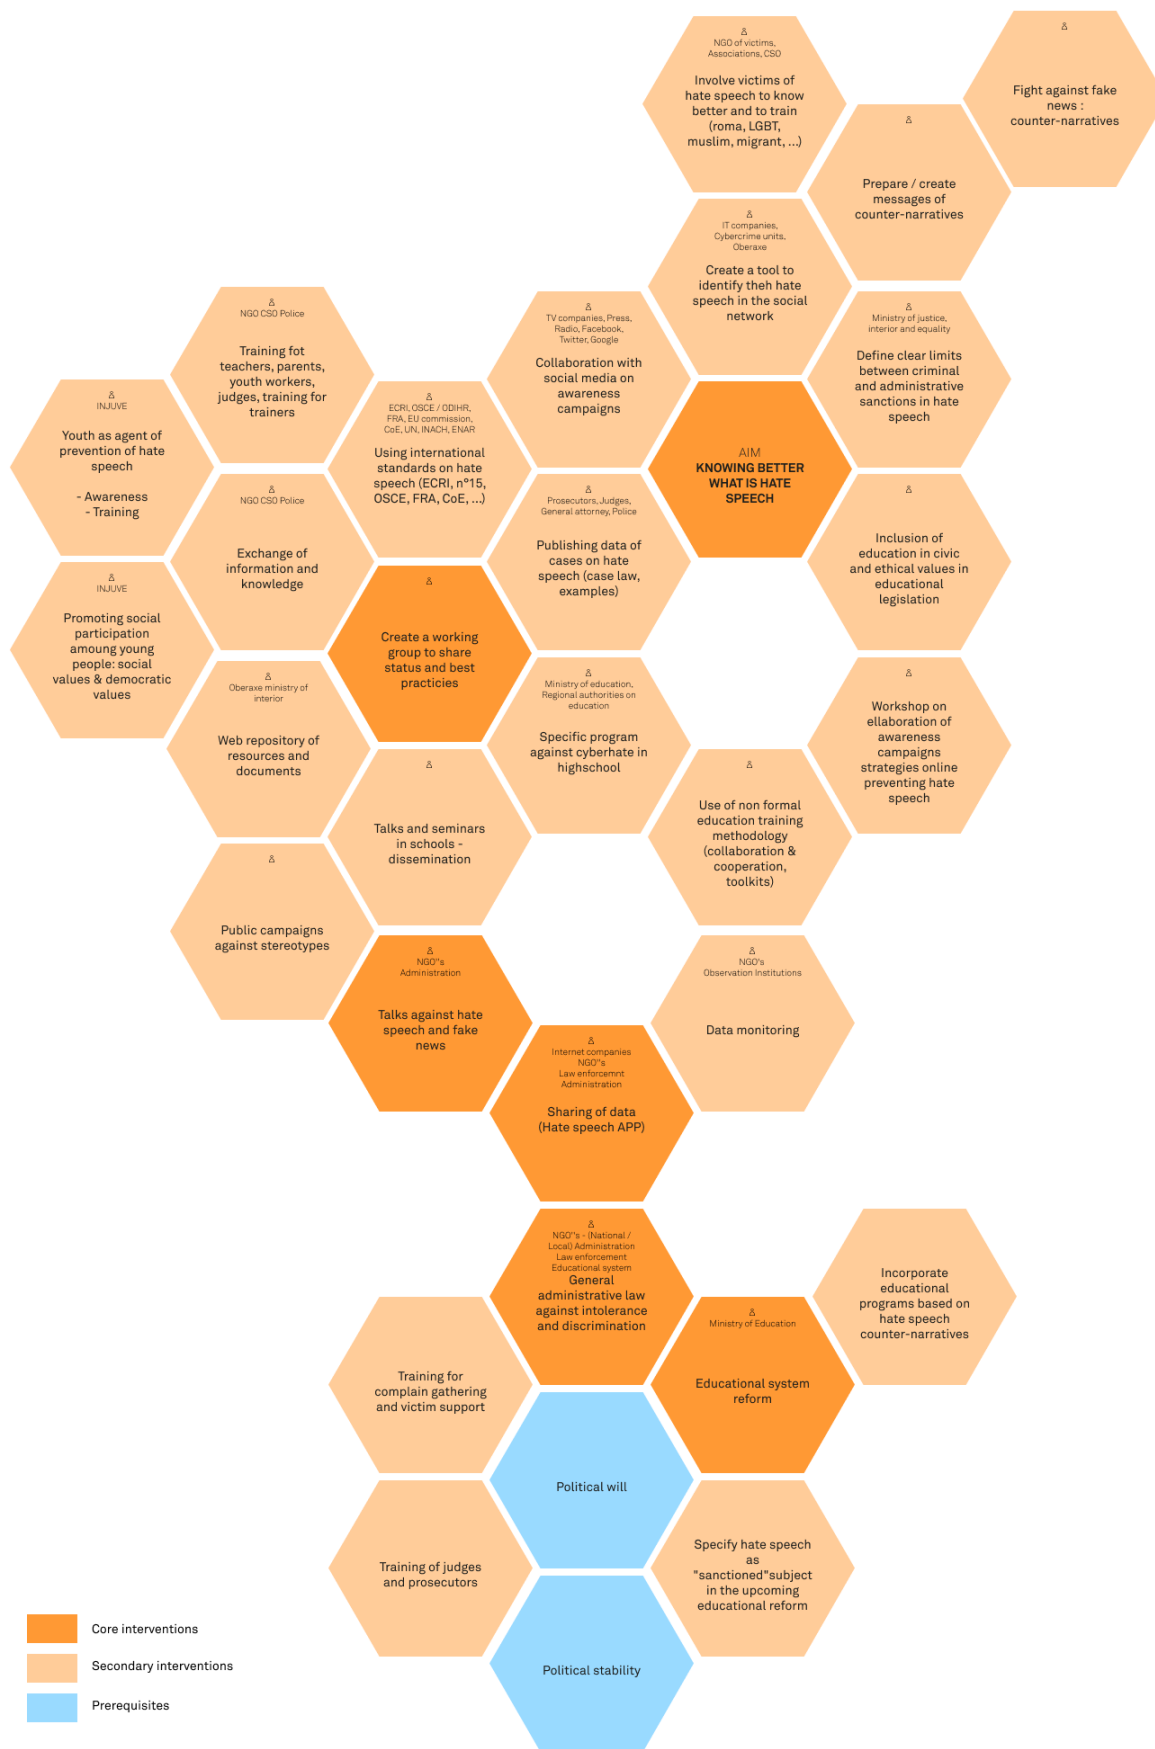 NGO of victims,
Associations, CSO
Involve victims of
hate speech to know
better and to train
(roma, LGBT,
muslim, migrant, ...)
Fight against fake
news :
counter-narratives
Prepare / create
messages of
counter-narratives
IT companies,
Cybercrime units,
Oberaxe
Create a tool to
identify theh hate
speech in the social
network
NGO CSO Police
Training fot
teachers, parents,
youth workers,
judges, training for
trainers
TV companies, Press,
Radio, Facebook,
Twitter, Google
Collaboration with
social media on
awareness
campaigns
Ministry of justice,
interior and equality
Define clear limits
between criminal
and administrative
sanctions in hate
speech
INJUVE
Youth as agent of
prevention of hate
speech
- Awareness
- Training
ECRI, OSCE / ODIHR,
FRA, EU commission,
CoE, UN, INACH, ENAR
Using international
standards on hate
speech (ECRI, nº15,
OSCE, FRA, CoE, ...)
AIM
KNOWING BETTER
WHAT IS HATE
SPEECH
NGO CSO Police
Exchange of
information and
knowledge
Prosecutors, Judges,
General attorney, Police
Publishing data of
cases on hate
speech (case law,
examples)
Inclusion of
education in civic
and ethical values in
educational
legislation
INJUVE
Promoting social
participation
amoung young
people: social
values & democratic
values
Create a working
group to share
status and best
practicies
Oberaxe ministry of
interior
Web repository of
resources and
documents
Ministry of education,
Regional authorities on
education
Specific program
against cyberhate in
highschool
Workshop on
ellaboration of
awareness
campaigns
strategies online
preventing hate
speech
Talks and seminars
in schools -
dissemination
Use of non formal
education training
methodology
(collaboration &
cooperation,
toolkits)
Public campaigns
against stereotypes
NGO"s
Administration
Talks against hate
speech and fake
news
NGO's
Observation Institutions
Data monitoring
Internet companies
NGO"s
Law enforcemnt
Administration
Sharing of data
(Hate speech APP)
NGO"s - (National /
Local) Administration
Law enforcement
Educational system
General
administrative law
against intolerance
and discrimination
Incorporate
educational
programs based on
hate speech
counter-narratives
Ministry of Education
Educational system
reform
Training for
complain gathering
and victim support
Political will
Training of judges
and prosecutors
Specify hate speech
as
"sanctioned"subject
in the upcoming
educational reform
Political stability
Core interventions
Secondary interventions
Prerequisites